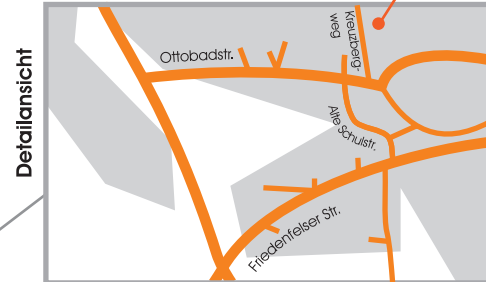 Detailansicht
Ottobadstr.
Kreuzberg-
weg
Alte Schulstr.
Friedenfelser Str.